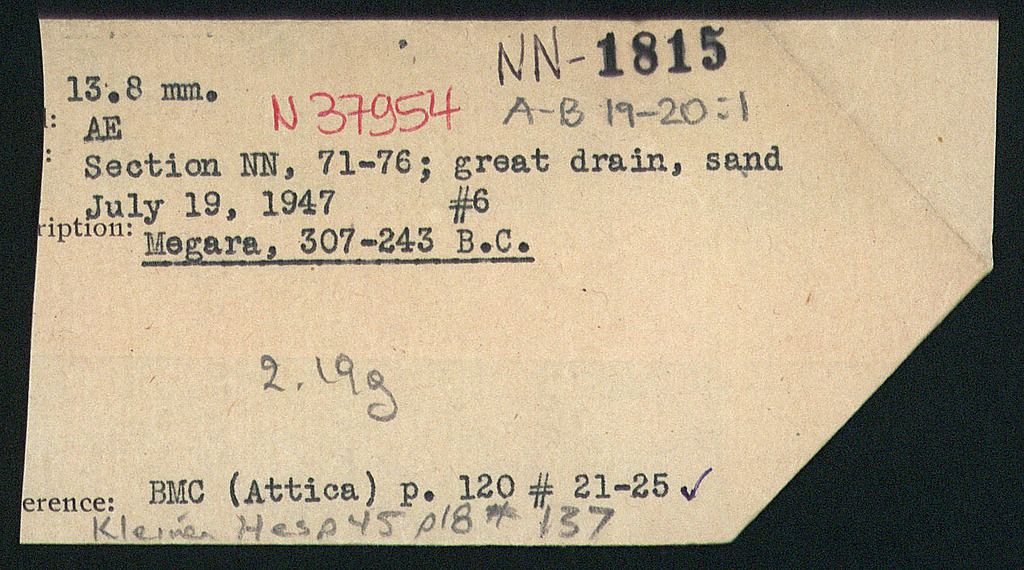 NN-1815
13.8 mm.
N 37954 A-B 19-20:1
: AE
: Section NN, 71-76; great drain, sand
July 19, 1947 #6
ription: Megara, 307-243 B.C.
2.19g
erence: BMC (Attica) p. 120 # 21-25 ✓
Kleiner Hesp 45 p18 # 137